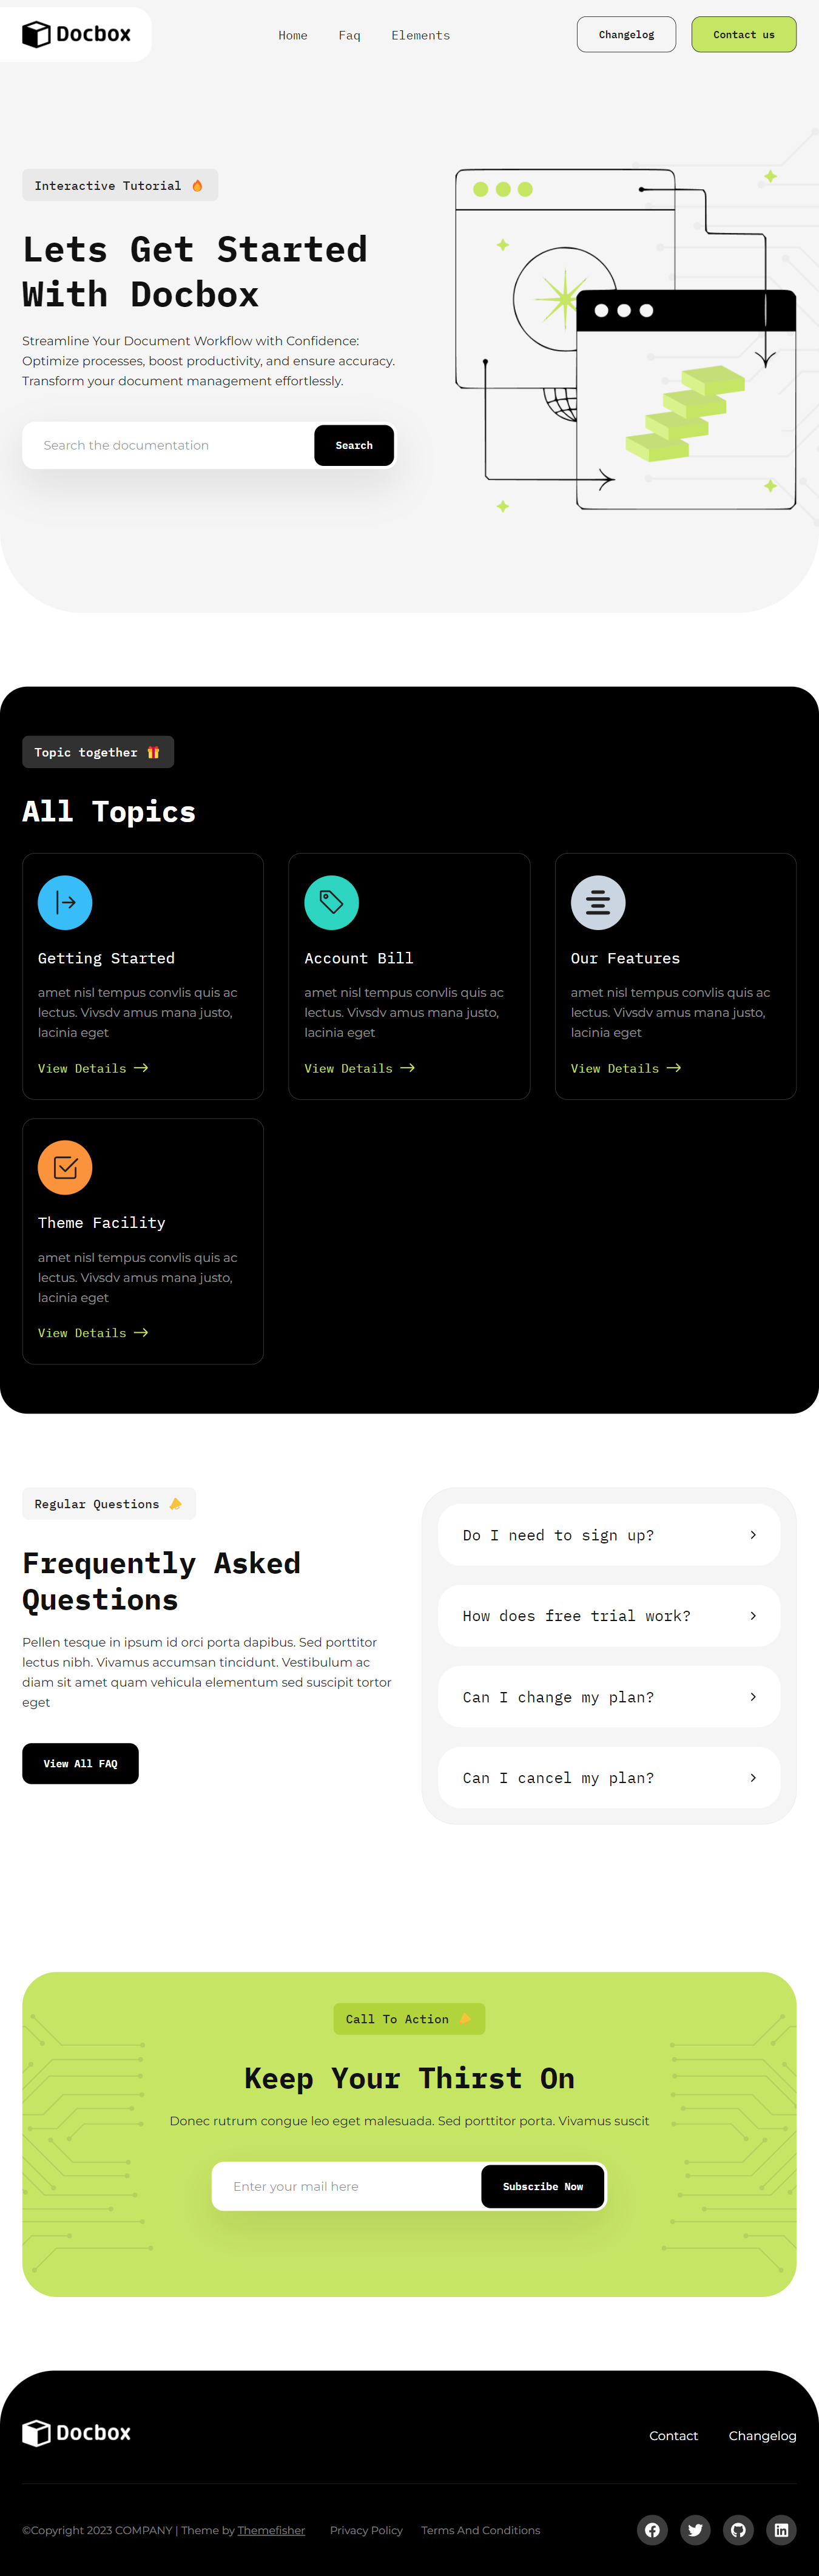 Docbox
Home
Faq
Elements
Changelog
Contact us
Interactive Tutorial
Lets Get Started
With Docbox
Streamline Your Document Workflow with Confidence:
Optimize processes, boost productivity, and ensure accuracy.
Transform your document management effortlessly.
Search the documentation
Search
Topic together
All Topics
Getting Started
amet nisl tempus convlis quis ac
lectus. Vivsdv amus mana justo,
lacinia eget
View Details
Account Bill
amet nisl tempus convlis quis ac
lectus. Vivsdv amus mana justo,
lacinia eget
View Details
Our Features
amet nisl tempus convlis quis ac
lectus. Vivsdv amus mana justo,
lacinia eget
View Details
Theme Facility
amet nisl tempus convlis quis ac
lectus. Vivsdv amus mana justo,
lacinia eget
View Details
Regular Questions
Frequently Asked
Questions
Pellen tesque in ipsum id orci porta dapibus. Sed porttitor
lectus nibh. Vivamus accumsan tincidunt. Vestibulum ac
diam sit amet quam vehicula elementum sed suscipit tortor
eget
View All FAQ
Do I need to sign up?
How does free trial work?
Can I change my plan?
Can I cancel my plan?
Call To Action
Keep Your Thirst On
Donec rutrum congue leo eget malesuada. Sed porttitor porta. Vivamus suscit
Enter your mail here
Subscribe Now
Docbox
Contact
Changelog
©Copyright 2023 COMPANY | Theme by Themefisher
Privacy Policy
Terms And Conditions